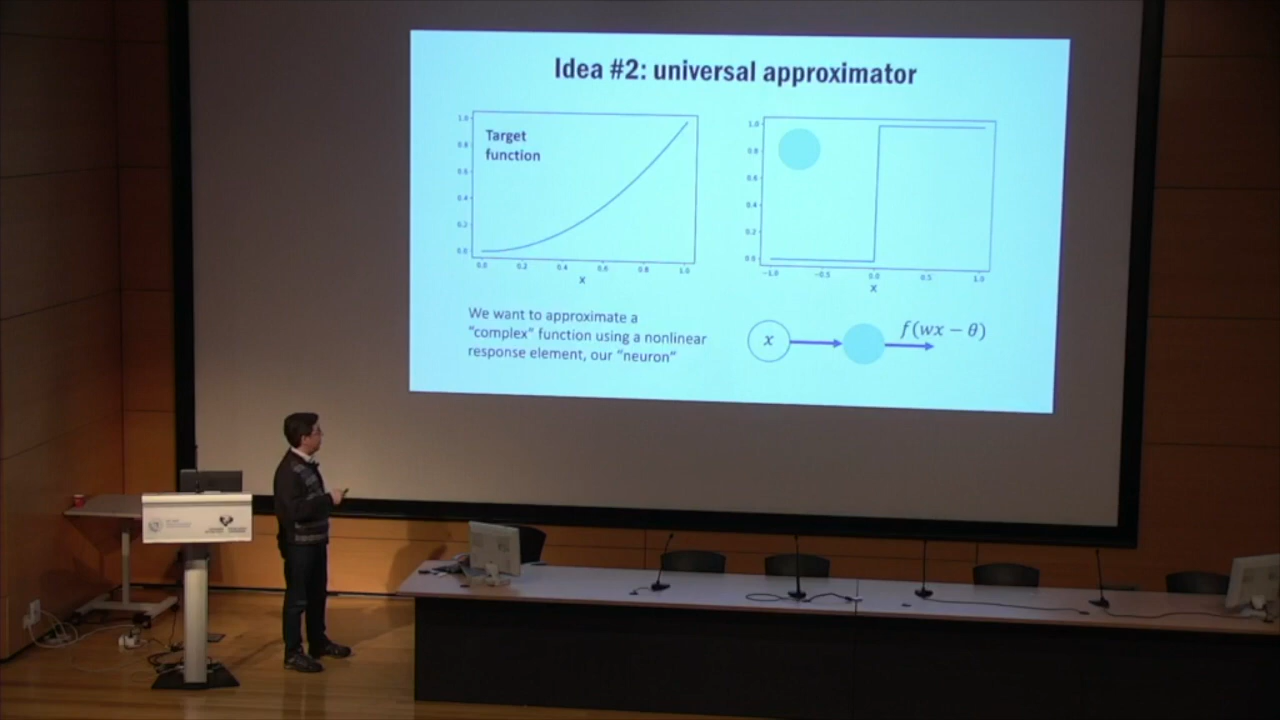 Idea #2: universal approximator
Target
function
1.0
0.8
0.6
0.4
0.2
0.0
0.0 0.2 0.4 0.6 0.8 1.0
x
1.0
0.8
0.6
0.4
0.2
0.0
−1.0 −0.5 0.0 0.5 1.0
x
We want to approximate a
“complex” function using a nonlinear
response element, our “neuron”
x
f(wx − θ)